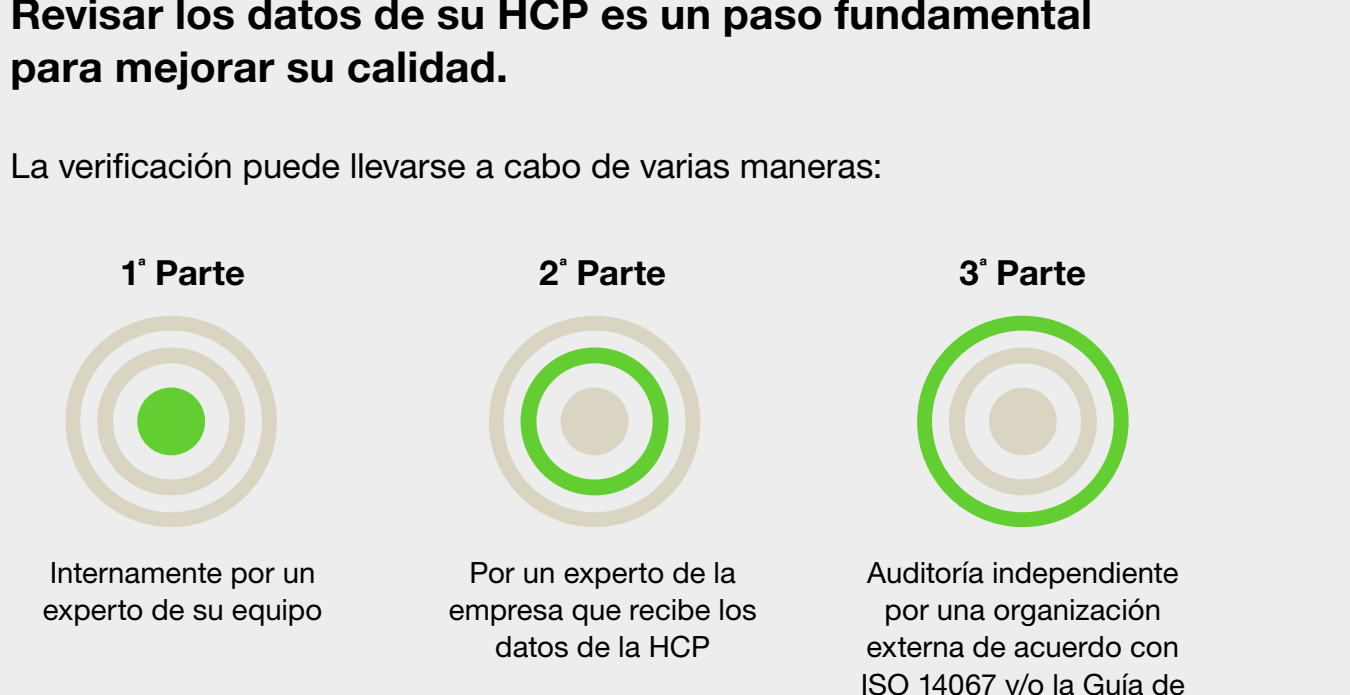 Revisar los datos de su HCP es un paso fundamental
para mejorar su calidad.
La verificación puede llevarse a cabo de varias maneras:
1ª Parte
2ª Parte
3ª Parte
Internamente por un
experto de su equipo
Por un experto de la
empresa que recibe los
datos de la HCP
Auditoría independiente
por una organización
externa de acuerdo con
ISO 14067 y/o la Guía de